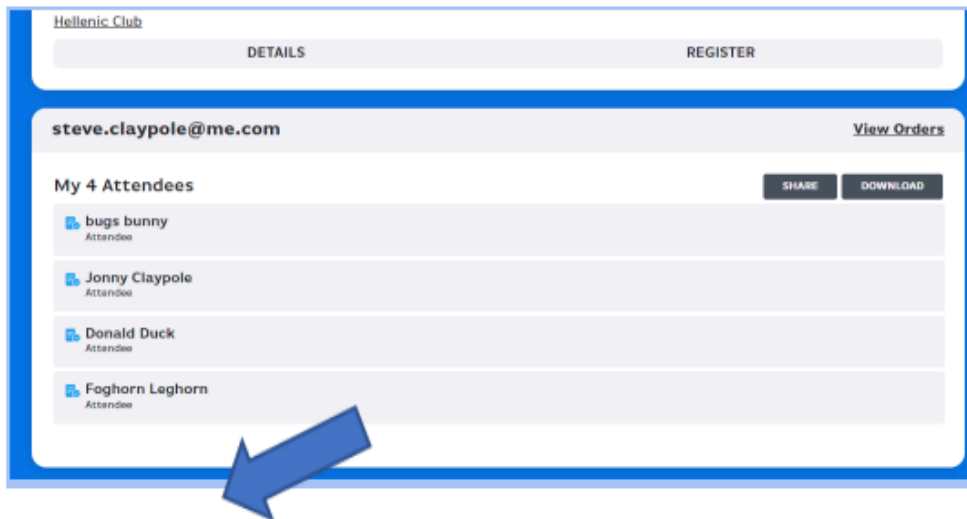 Hellenic Club
DETAILS REGISTER
steve.claypole@me.com View Orders
My 4 Attendees SHARE DOWNLOAD
bugs bunny
Attendee
Jonny Claypole
Attendee
Donald Duck
Attendee
Foghorn Leghorn
Attendee